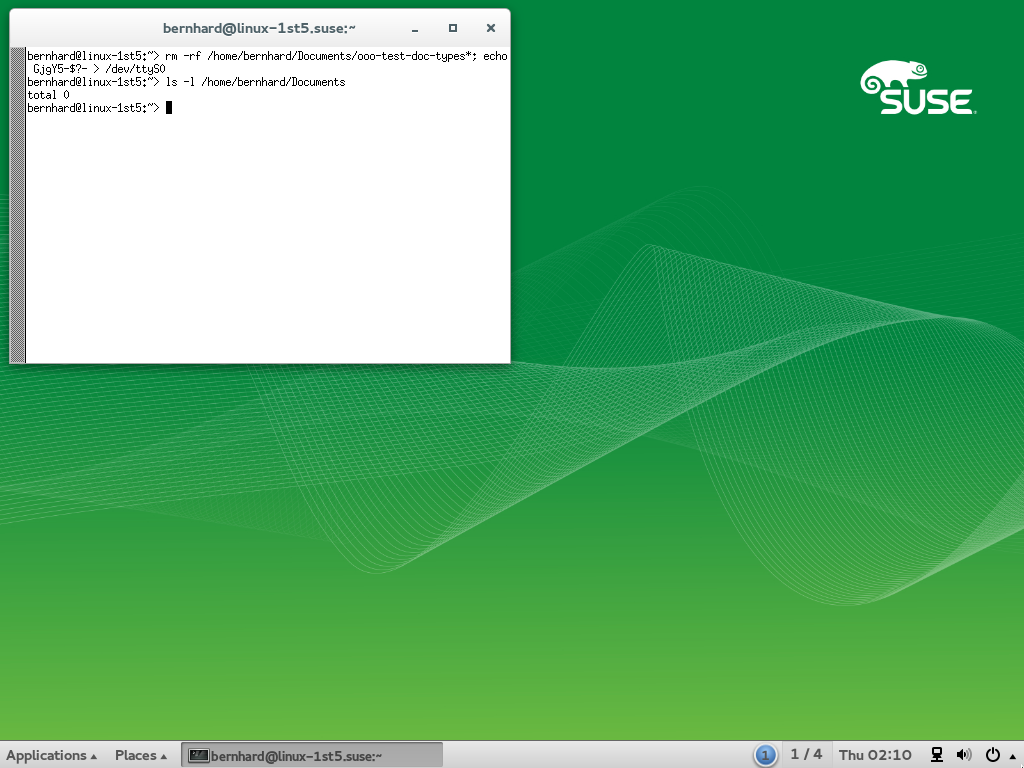 bernhard@linux-1st5.suse:~
bernhard@linux-1st5:~> rm -rf /home/bernhard/Documents/ooo-test-doc-types*; echo
GjgY5-$?- > /dev/ttyS0
bernhard@linux-1st5:~> ls -l /home/bernhard/Documents
total 0
bernhard@linux-1st5:~>
SUSE
Applications Places bernhard@linux-1st5.suse:~ 1 1 / 4 Thu 02:10